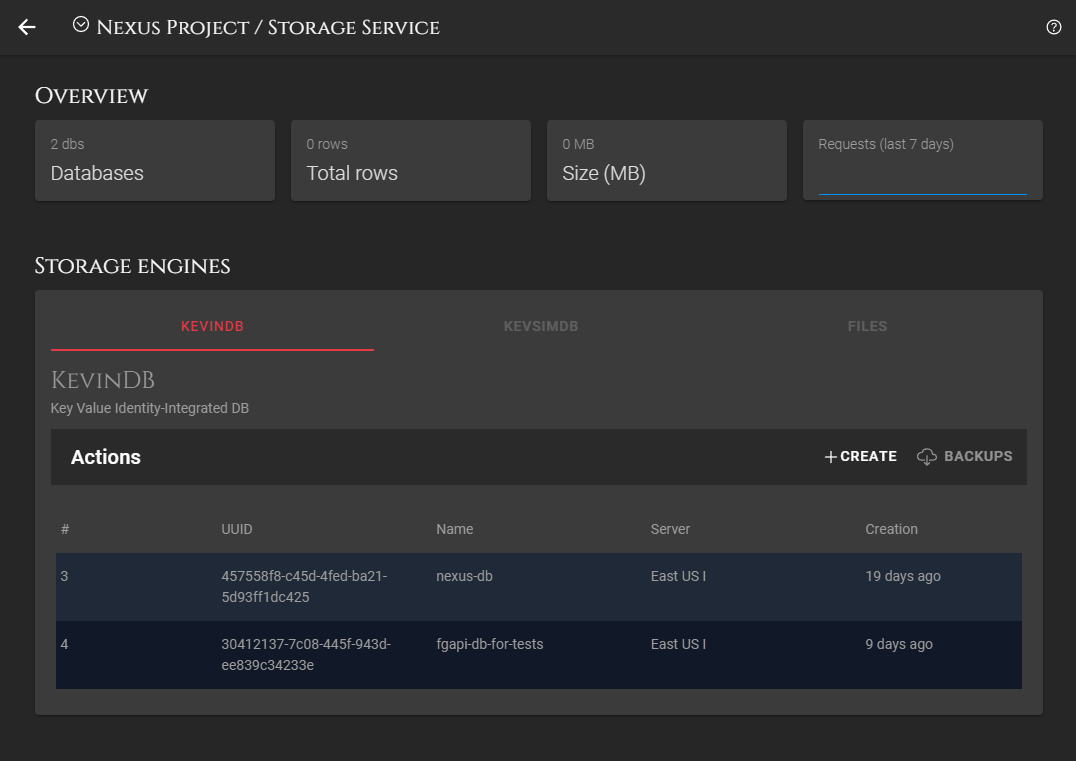 Nexus Project / Storage Service
Overview
2 dbs
Databases
0 rows
Total rows
0 MB
Size (MB)
Requests (last 7 days)
Storage engines
KEVINDB
KEVSIMDB
FILES
KevinDB
Key Value Identity-Integrated DB
Actions
+CREATE
BACKUPS
# UUID Name Server Creation
3 457558f8-c45d-4fed-ba21- nexus-db East US I 19 days ago
5d93ff1dc425
4 30412137-7c08-445f-943d- fgapi-db-for-tests East US I 9 days ago
ee839c34233e